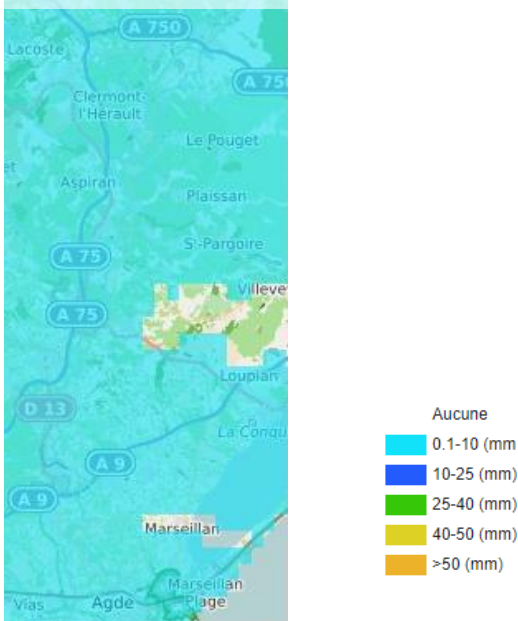 A 750
Lacoste
A 75
Clermont-
l'Hérault
Le Pouget
et
Aspiran
Plaissan
St-Pargoire
A 75
Villeve
A 75
Loupian
D 13
La Conqu
A 9
A 9
Marseillan
Marseillan
Plage
Vias
Agde
Aucune
0.1-10 (mm
10-25 (mm)
25-40 (mm)
40-50 (mm)
>50 (mm)